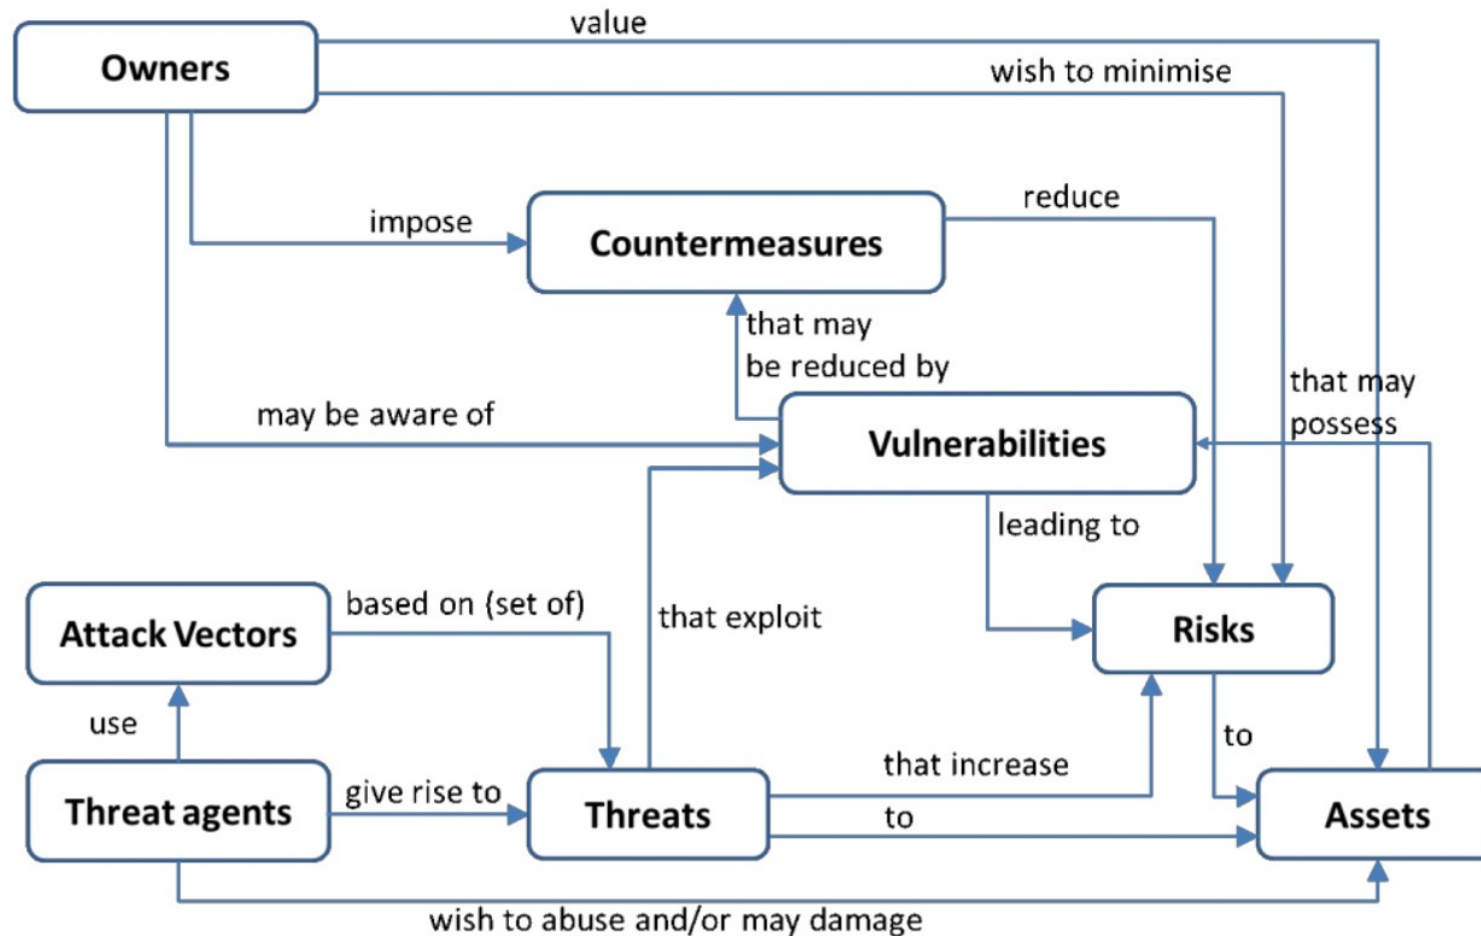 value
Owners
wish to minimise
reduce
impose
Countermeasures
that may
be reduced by
that may
possess
may be aware of
Vulnerabilities
leading to
based on (set of)
that exploit
Attack Vectors
Risks
use
to
that increase
give rise to
Threat agents
Threats
to
Assets
wish to abuse and/or may damage